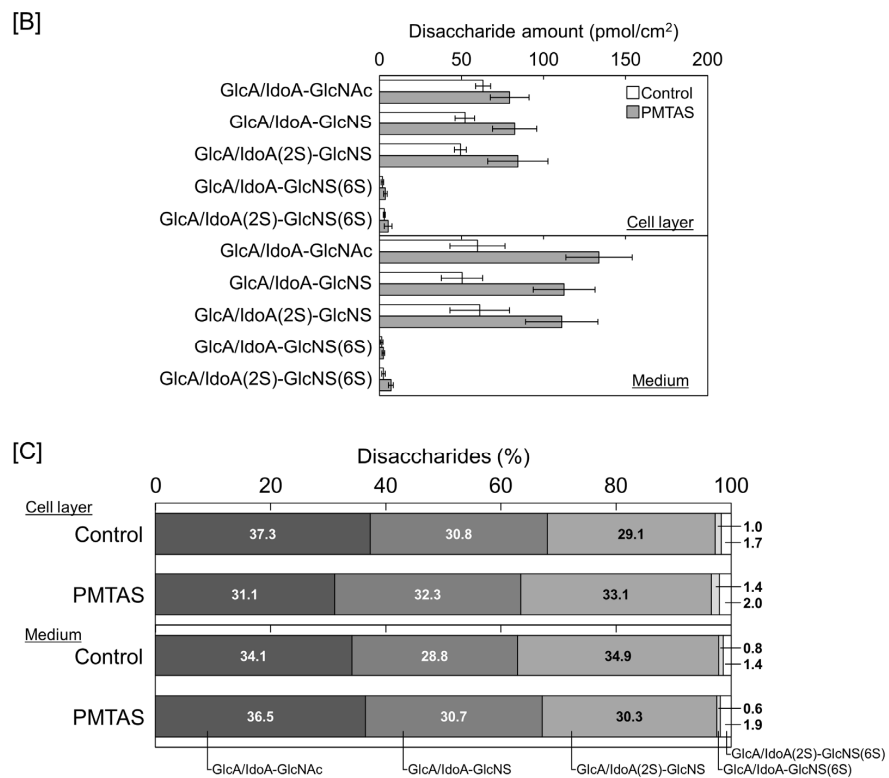 [B]
Disaccharide amount (pmol/cm²)
0 50 100 150 200
GlcA/IdoA-GlcNAc
GlcA/IdoA-GlcNS
GlcA/IdoA(2S)-GlcNS
GlcA/IdoA-GlcNS(6S)
GlcA/IdoA(2S)-GlcNS(6S)
Control
PMTAS
Cell layer
GlcA/IdoA-GlcNAc
GlcA/IdoA-GlcNS
GlcA/IdoA(2S)-GlcNS
GlcA/IdoA-GlcNS(6S)
GlcA/IdoA(2S)-GlcNS(6S)
Medium
[C]
Disaccharides (%)
0 20 40 60 80 100
Cell layer
Control 37.3 30.8 29.1 1.0
1.7
PMTAS 31.1 32.3 33.1 1.4
2.0
Medium
Control 34.1 28.8 34.9 0.8
1.4
PMTAS 36.5 30.7 30.3 0.6
1.9
GlcA/IdoA(2S)-GlcNS(6S)
GlcA/IdoA-GlcNAc GlcA/IdoA-GlcNS GlcA/IdoA(2S)-GlcNS GlcA/IdoA-GlcNS(6S)